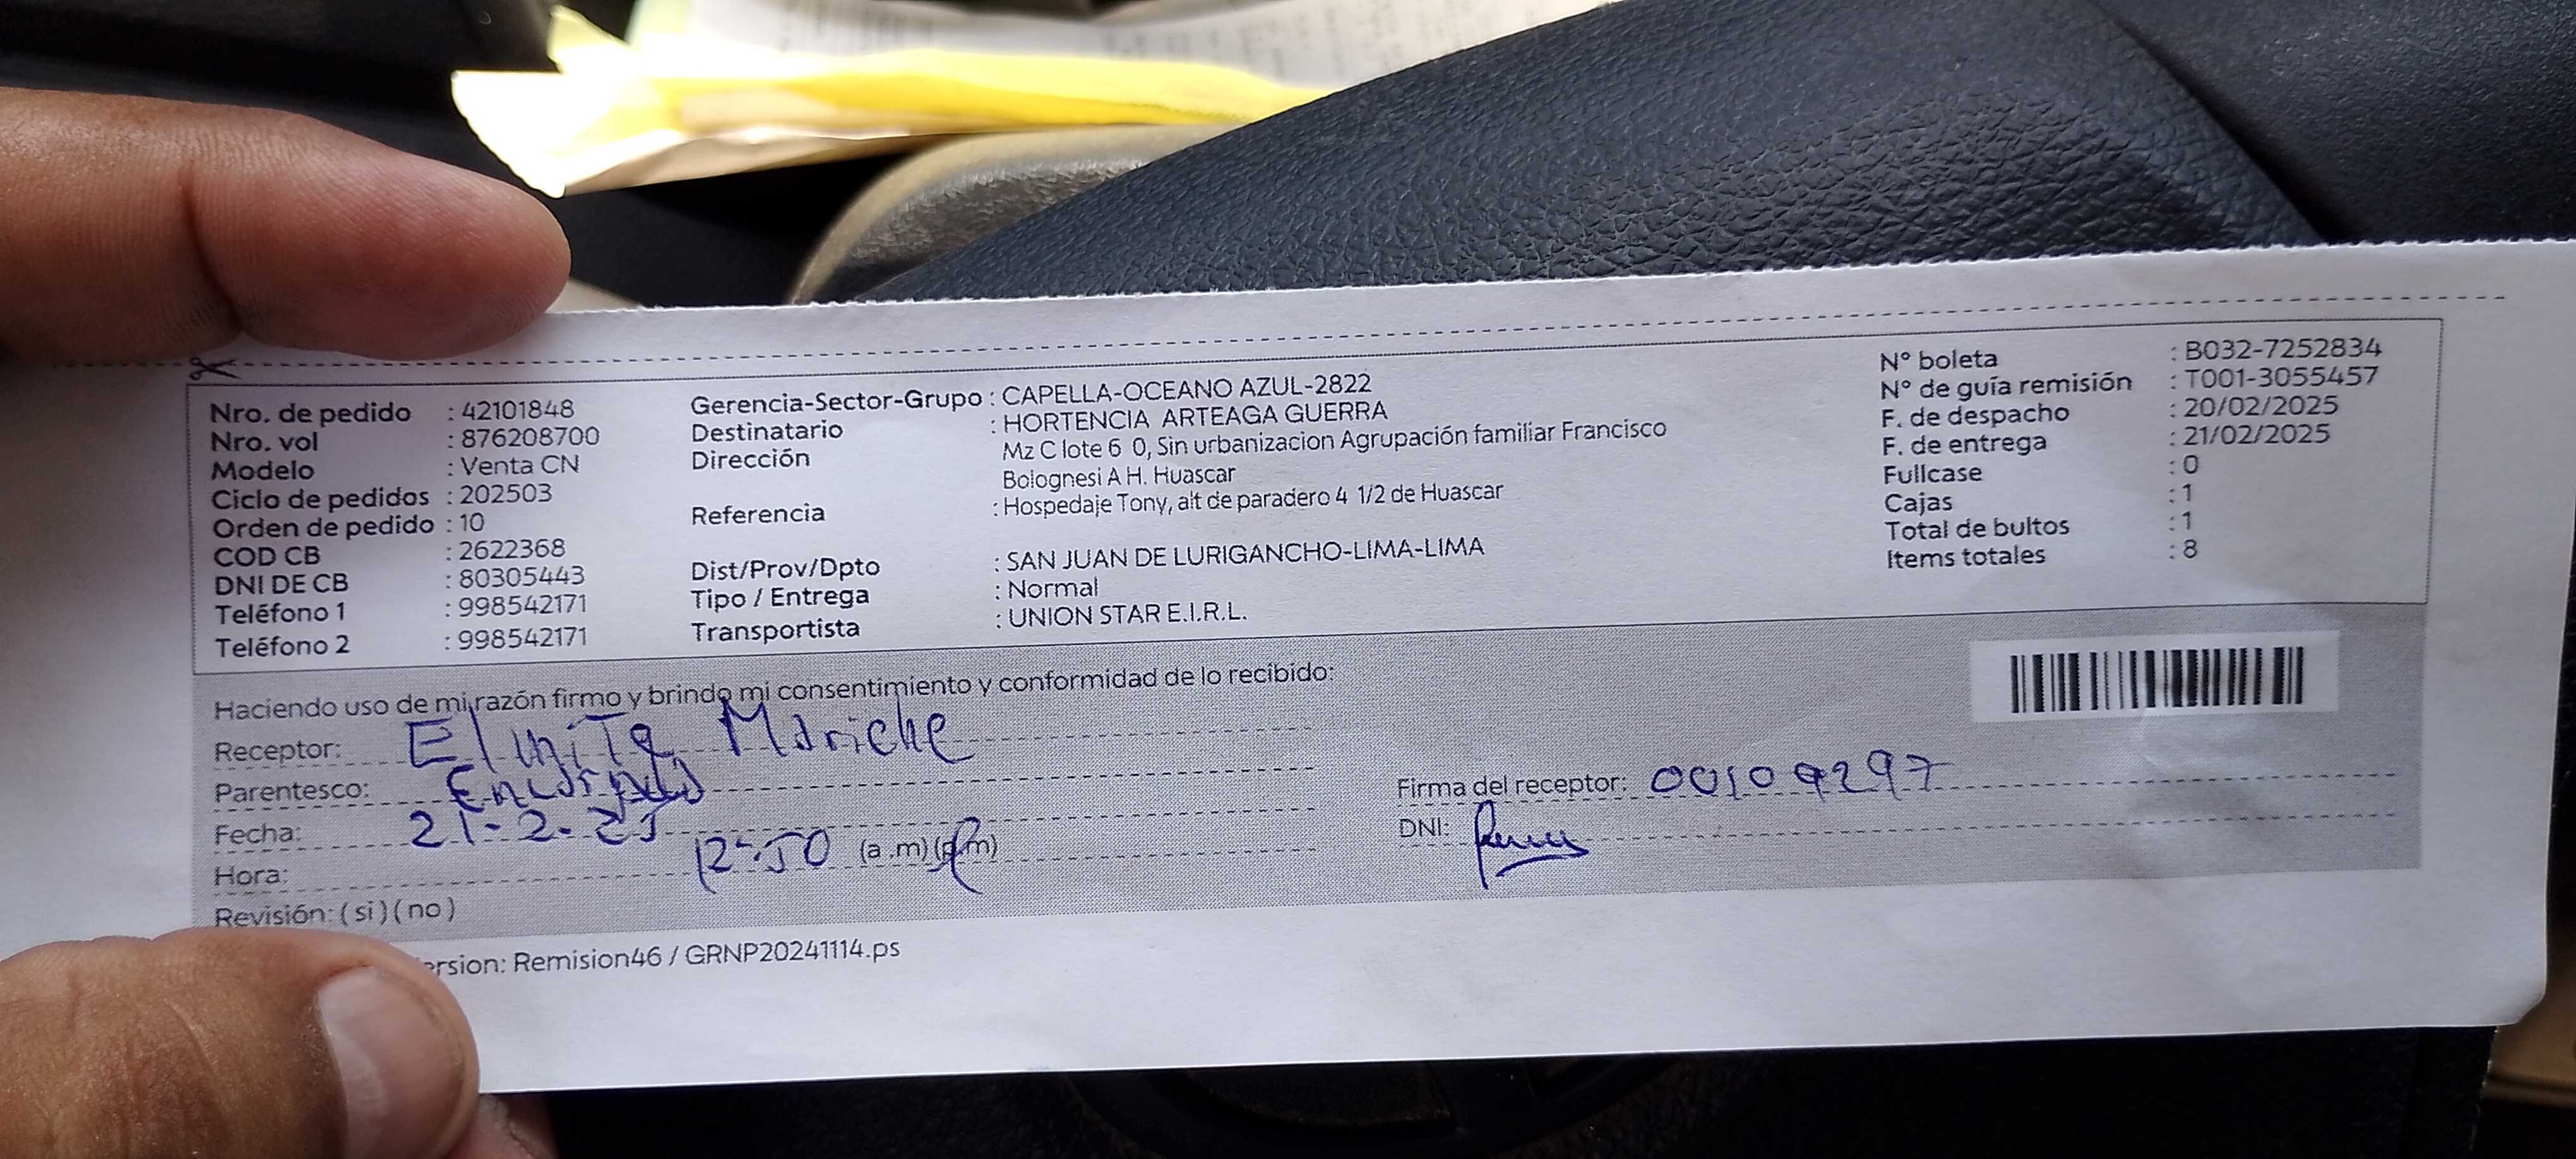 Nro. de pedido : 42101848
Nro. vol : 876208700
Modelo : Venta CN
Ciclo de pedidos : 202503
Orden de pedido : 10
COD CB : 2622368
DNI DE CB : 80305443
Teléfono 1 : 998542171
Teléfono 2 : 998542171
Gerencia-Sector-Grupo : CAPELLA-OCEANO AZUL-2822
Destinatario : HORTENCIA ARTEAGA GUERRA
Dirección Mz C lote 6 0, Sin urbanizacion Agrupación familiar Francisco
Bolognesi A H. Huascar
Referencia : Hospedaje Tony, alt de paradero 4 1/2 de Huascar
Dist/Prov/Dpto : SAN JUAN DE LURIGANCHO-LIMA-LIMA
Tipo / Entrega : Normal
Transportista : UNION STAR E.I.R.L.
N° boleta : B032-7252834
N° de guía remisión : T001-3055457
F. de despacho : 20/02/2025
F. de entrega : 21/02/2025
Fullcase : 0
Cajas : 1
Total de bultos : 1
Items totales : 8
Haciendo uso de mi razón firmo y brindo mi consentimiento y conformidad de lo recibido:
Receptor: Elunita Mariche
Parentesco:
Fecha: 21-2-25
Hora: 12:50 (a.m) (p.m)
Revisión: (si) (no)
Firma del receptor: 00109297
DNI:
ersion: Remision46 / GRNP20241114.ps